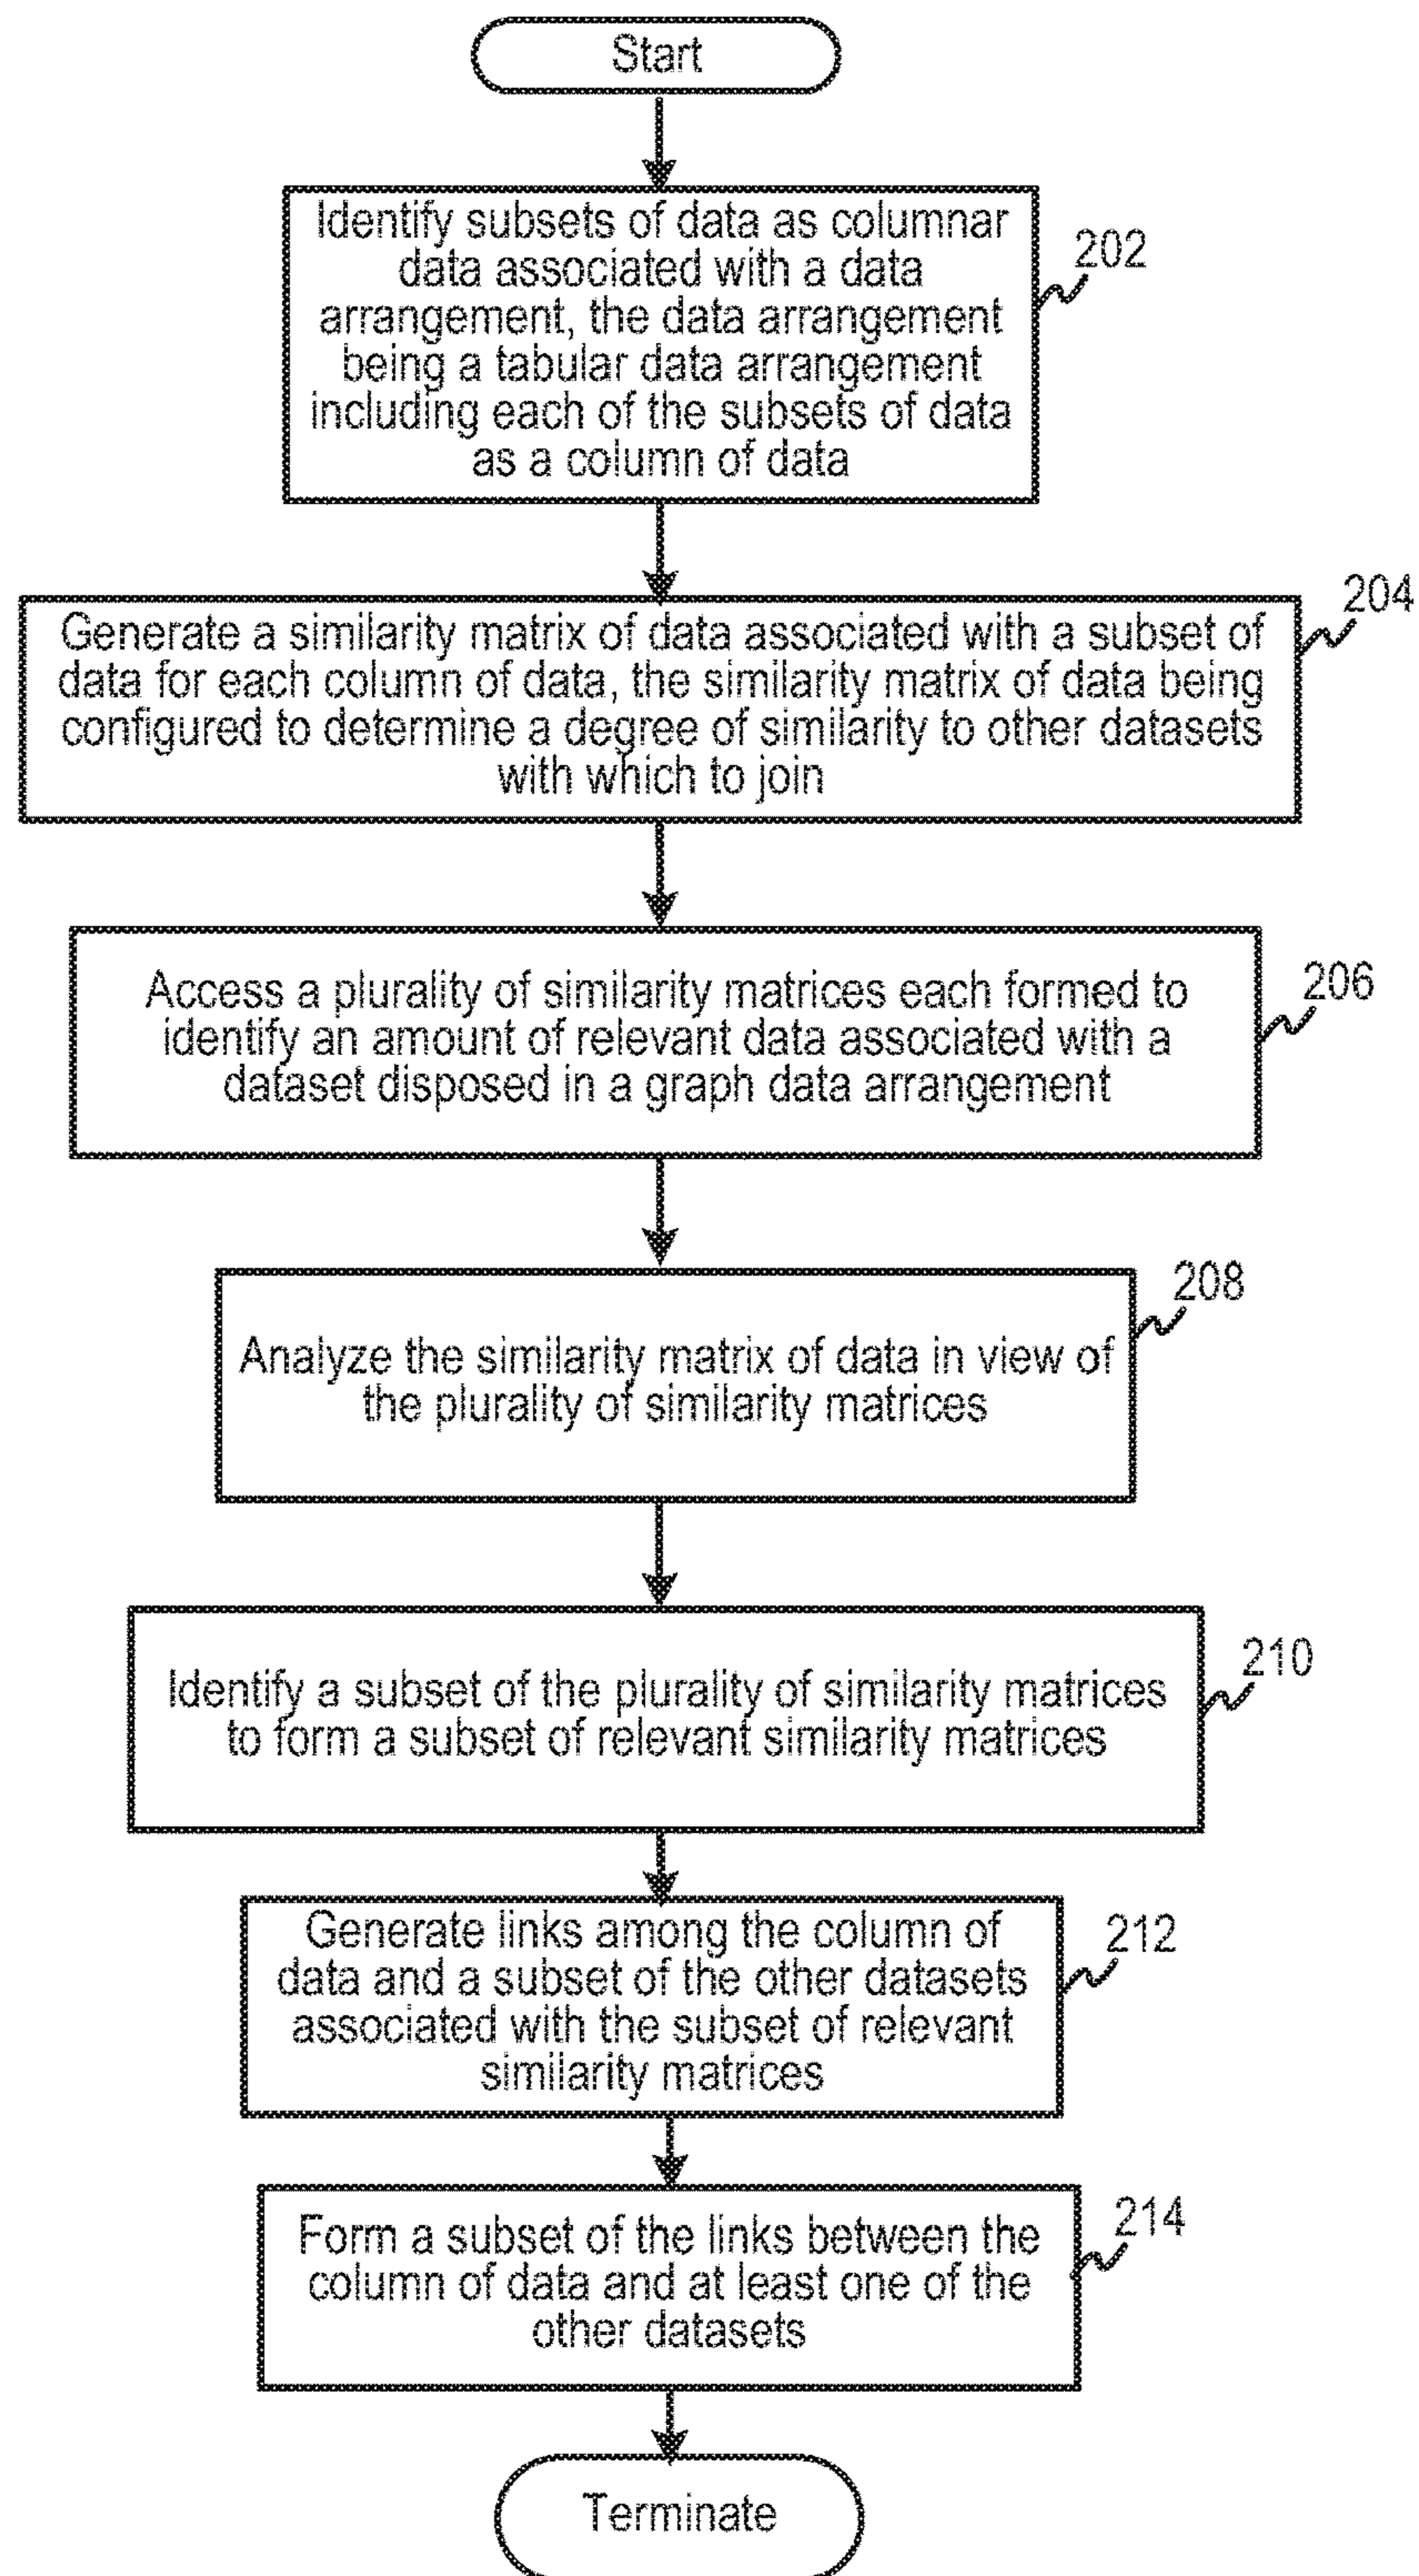 Start
Identify subsets of data as columnar
data associated with a data
arrangement, the data arrangement
being a tabular data arrangement
including each of the subsets of data
as a column of data
202
Generate a similarity matrix of data associated with a subset of
data for each column of data, the similarity matrix of data being
configured to determine a degree of similarity to other datasets
with which to join
204
Access a plurality of similarity matrices each formed to
identify an amount of relevant data associated with a
dataset disposed in a graph data arrangement
206
Analyze the similarity matrix of data in view of
the plurality of similarity matrices
208
Identify a subset of the plurality of similarity matrices
to form a subset of relevant similarity matrices
210
Generate links among the column of
data and a subset of the other datasets
associated with the subset of relevant
similarity matrices
212
Form a subset of the links between the
column of data and at least one of the
other datasets
214
Terminate